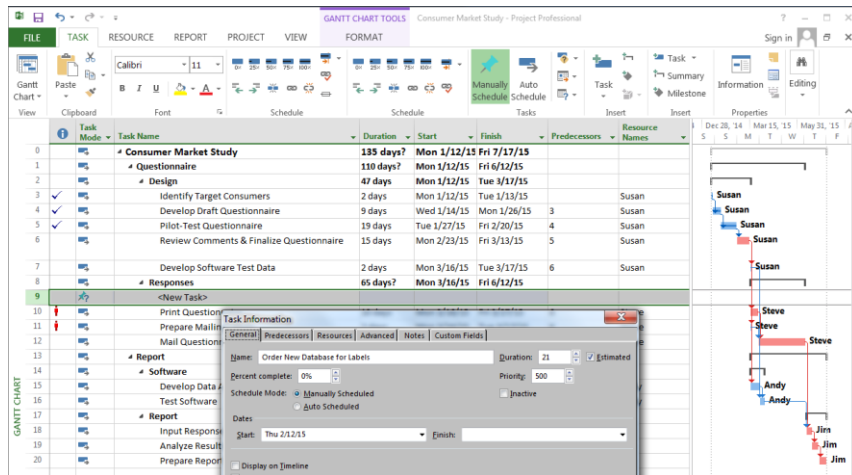 GANTT CHART TOOLS Consumer Market Study - Project Professional
FILE TASK RESOURCE REPORT PROJECT VIEW FORMAT Sign in
Calibri 11
Gantt Chart Paste B I U A Manually Schedule Auto Schedule Task Task Summary Milestone Information Editing
View Clipboard Font Schedule Schedule Tasks Insert Insert Properties
Task Mode Task Name Duration Start Finish Predecessors Resource Names Dec 28, '14 Mar 15, '15 May 31, '15
S S M T W T F
0 Consumer Market Study 135 days? Mon 1/12/15 Fri 7/17/15
1 Questionnaire 110 days? Mon 1/12/15 Fri 6/12/15
2 Design 47 days Mon 1/12/15 Tue 3/17/15
3 Identify Target Consumers 2 days Mon 1/12/15 Tue 1/13/15 Susan Susan
4 Develop Draft Questionnaire 9 days Wed 1/14/15 Mon 1/26/15 3 Susan Susan
5 Pilot-Test Questionnaire 19 days Tue 1/27/15 Fri 2/20/15 4 Susan Susan
6 Review Comments & Finalize Questionnaire 15 days Mon 2/23/15 Fri 3/13/15 5 Susan Susan
7 Develop Software Test Data 2 days Mon 3/16/15 Tue 3/17/15 6 Susan Susan
8 Responses 65 days? Mon 3/16/15 Fri 6/12/15
9 <New Task>
10 Print Steve
11 Prepare Steve
12 Mail Steve
13 Report
14 Software
15 Develop Data Andy
16 Test Software Andy
17 Report
18 Input Jim
19 Analyze Jim
20 Prepare Jim
GANTT CHART
Task Information
General Predecessors Resources Advanced Notes Custom Fields
Name: Order New Database for Labels Duration: 21 Estimated
Percent complete: 0% Priority: 500
Schedule Mode: Manually Scheduled Inactive
Auto Scheduled
Dates
Start: Thu 2/12/15 Finish:
Display on Timeline